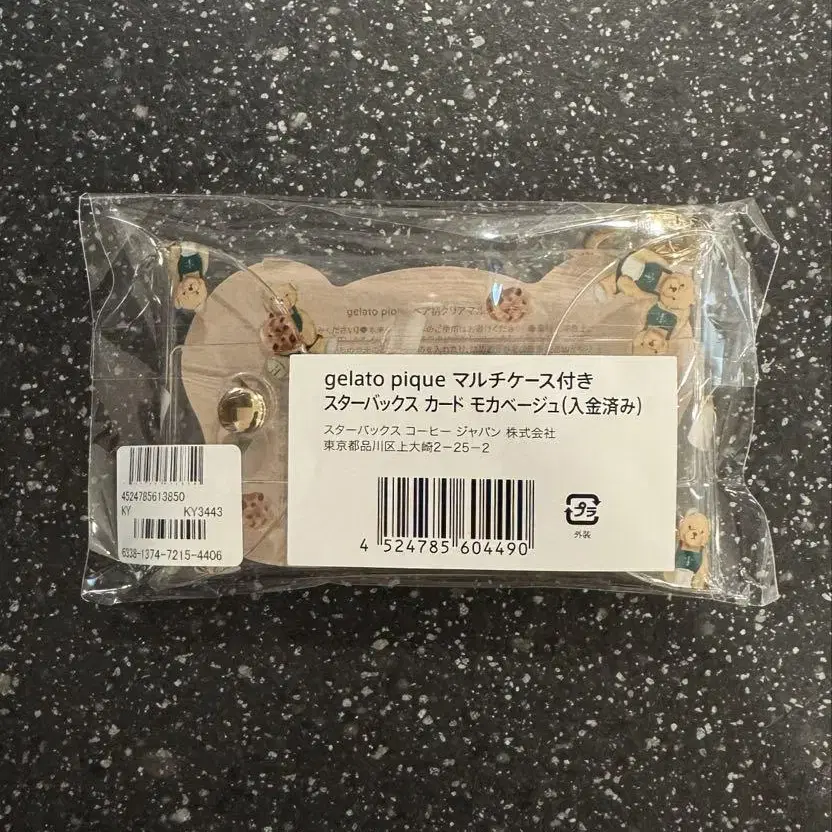 gelato pique
gelato pique マルチケース付き
スターバックス カード モカベージュ(入金済み)
スターバックス コーヒー ジャパン 株式会社
東京都品川区上大崎2-25-2
4 524785 604490
プラ
外装
4524785613850
KY KY3443
6338-1374-7215-4406